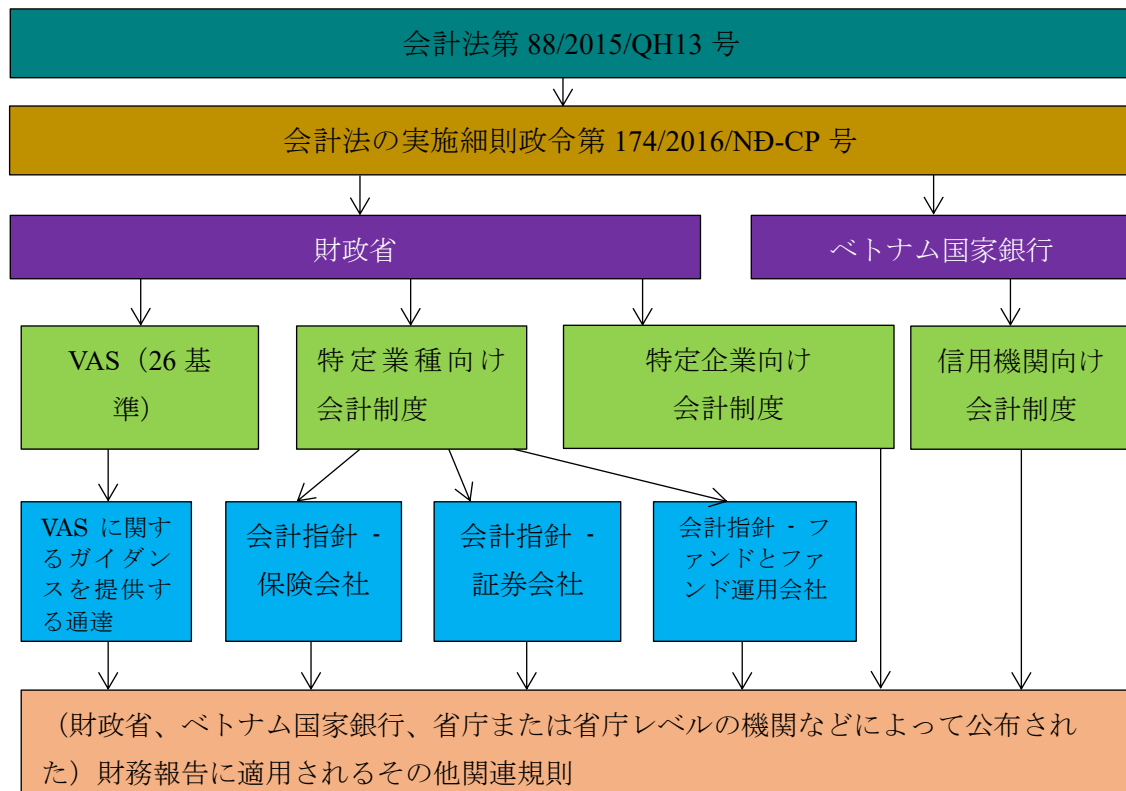 会計法第 88/2015/QH13 号
会計法の実施細則政令第 174/2016/NĐ-CP 号
財政省
ベトナム国家銀行
VAS（26 基
準）
特定業種向け
会計制度
特定企業向け
会計制度
信用機関向け
会計制度
VAS に関す
るガイダン
スを提供す
る通達
会計指針 -
保険会社
会計指針 -
証券会社
会計指針 - フ
ァンドとファ
ンド運用会社
（財政省、ベトナム国家銀行、省庁または省庁レベルの機関などによって公布され
た）財務報告に適用されるその他関連規則